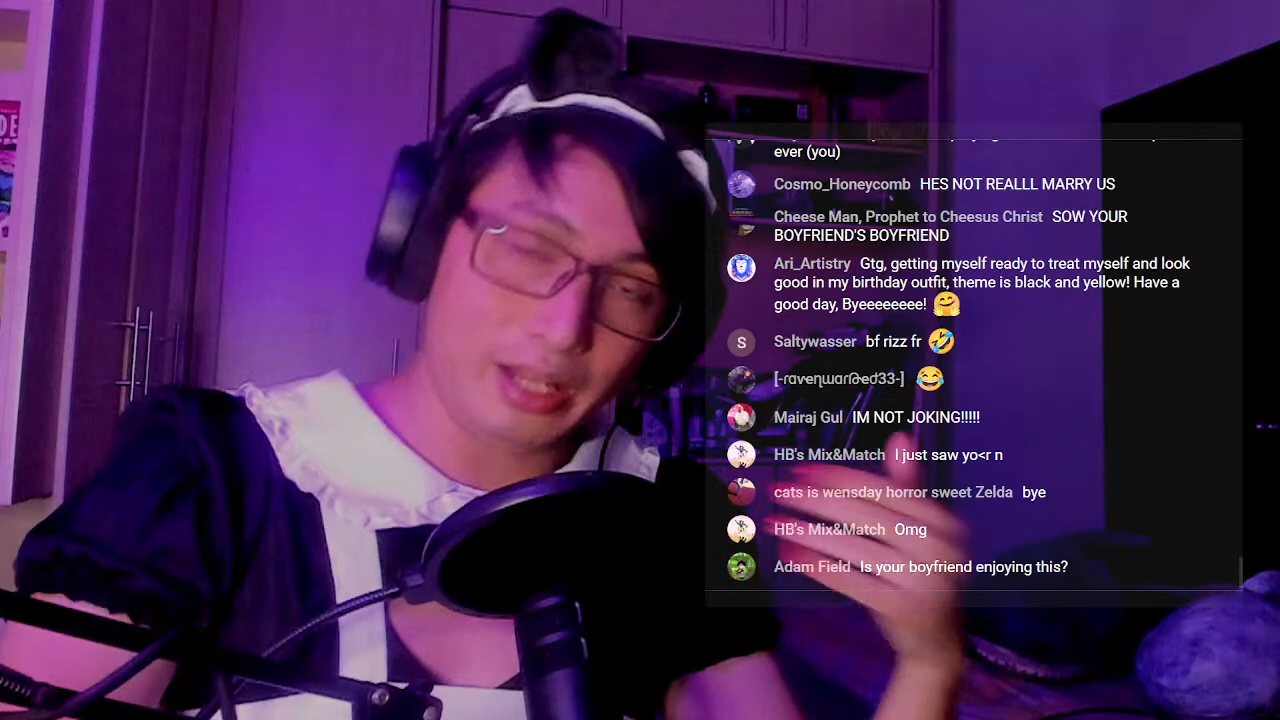 DE
ever (you)
Cosmo_Honeycomb HES NOT REALLL MARRY US
Cheese Man, Prophet to Cheesus Christ SOW YOUR
BOYFRIEND'S BOYFRIEND
Ari_Artistry Gtg, getting myself ready to treat myself and look
good in my birthday outfit, theme is black and yellow! Have a
good day, Byeeeeeeee! 🤗
S Saltywasser bf rizz fr 🤣
😂
Mairaj Gul IM NOT JOKING!!!!!
HB's Mix&Match I just saw yo<r n
cats is wensday horror sweet Zelda bye
HB's Mix&Match Omg
Adam Field Is your boyfriend enjoying this?